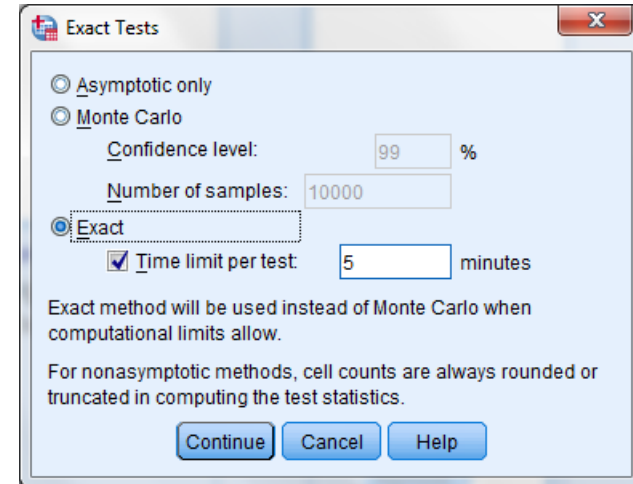 Exact Tests
x
Asymptotic only
Monte Carlo
Confidence level: 99 %
Number of samples: 10000
Exact
Time limit per test: 5 minutes
Exact method will be used instead of Monte Carlo when
computational limits allow.
For nonasymptotic methods, cell counts are always rounded or
truncated in computing the test statistics.
Continue Cancel Help